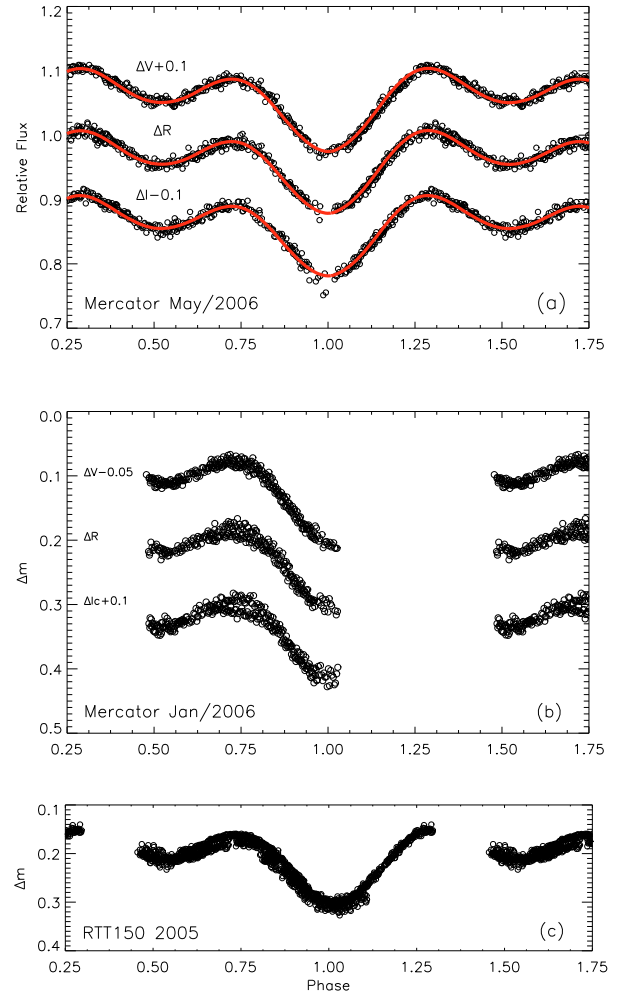 1.2
1.1
1.0
0.9
0.8
0.7
Relative Flux
ΔV+0.1
ΔR
ΔI−0.1
Mercator May/2006
(a)
0.25 0.50 0.75 1.00 1.25 1.50 1.75
0.0
0.1
0.2
0.3
0.4
0.5
Δm
ΔV−0.05
ΔR
ΔIc+0.1
Mercator Jan/2006
(b)
0.25 0.50 0.75 1.00 1.25 1.50 1.75
0.1
0.2
0.3
0.4
Δm
RTT150 2005
(c)
0.25 0.50 0.75 1.00 1.25 1.50 1.75
Phase